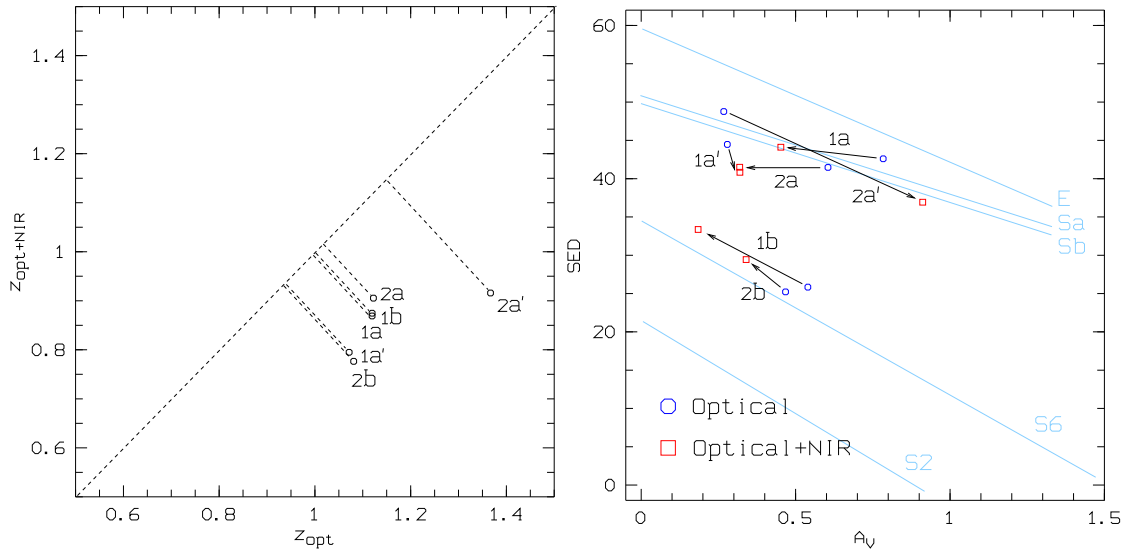 1.4
1.2
1
0.8
0.6
z_opt+NIR
0.6
0.8
1
1.2
1.4
z_opt
2a
2a'
1b
1a
1a'
2b
60
40
20
0
SED
0
0.5
1
1.5
A_V
1a
1a'
2a
2a'
1b
2b
E
Sa
Sb
S6
S2
Optical
Optical+NIR